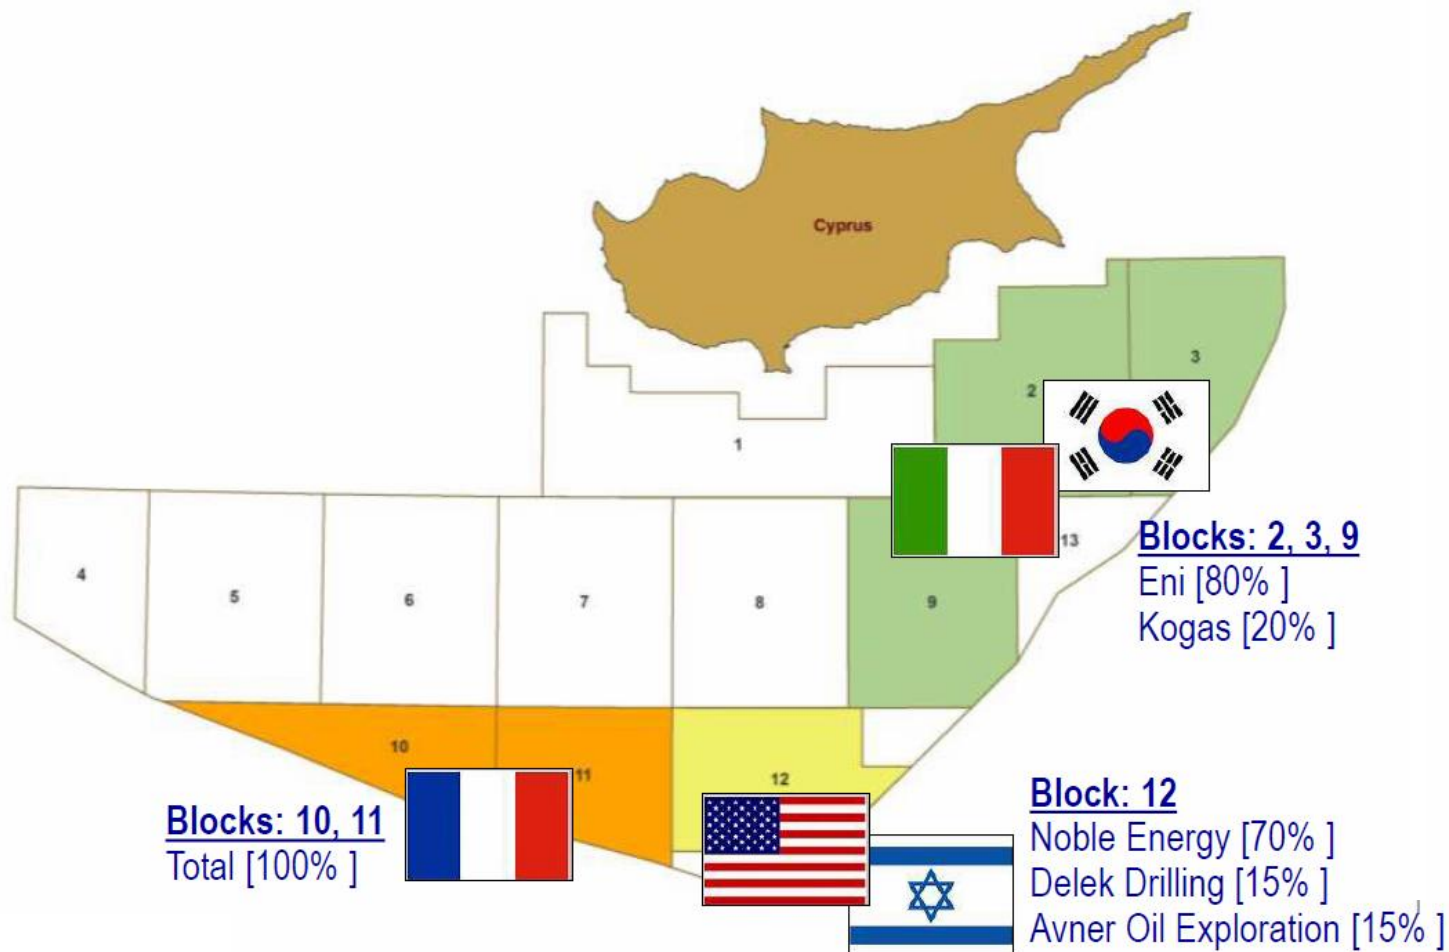 Cyprus
3
2
1
13
Blocks: 2, 3, 9
Eni [80% ]
Kogas [20% ]
4
5
6
7
8
9
10
11
12
Blocks: 10, 11
Total [100% ]
Block: 12
Noble Energy [70% ]
Delek Drilling [15% ]
Avner Oil Exploration [15% ]